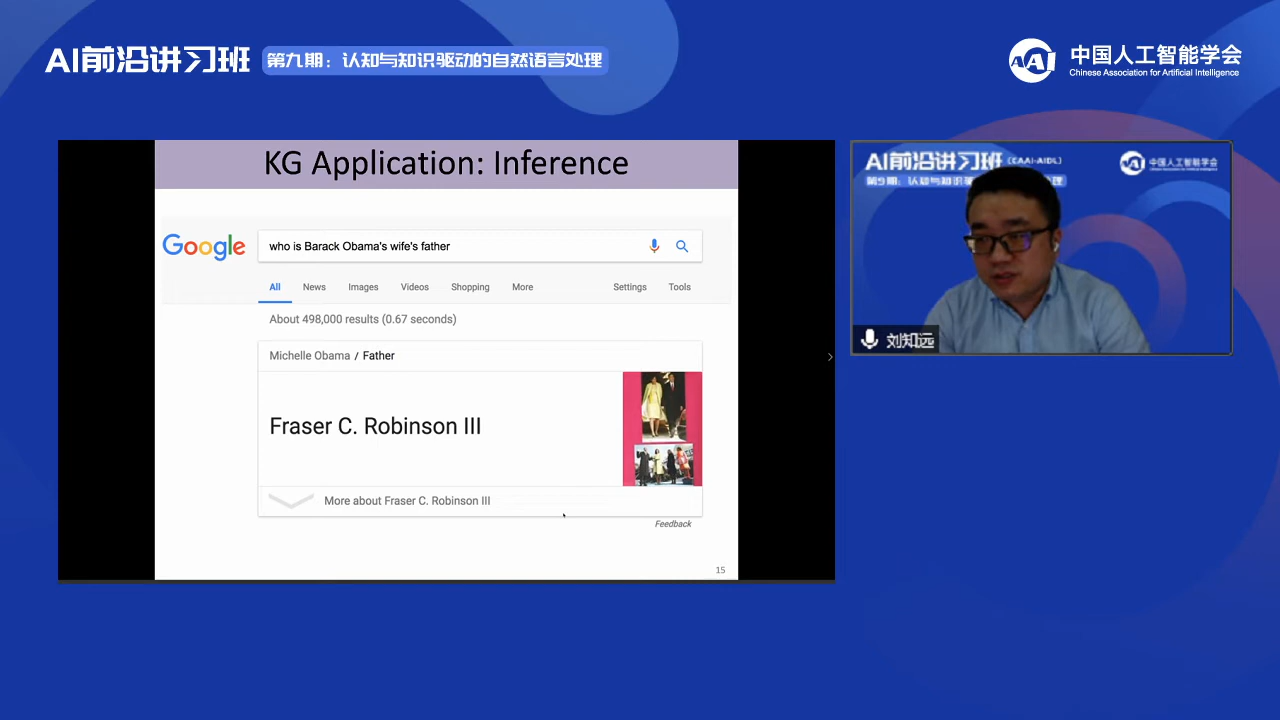 AI前沿讲习班 第九期：认知与知识驱动的自然语言处理
中国人工智能学会
Chinese Association for Artificial Intelligence
KG Application: Inference
Google
who is Barack Obama's wife's father
All News Images Videos Shopping More Settings Tools
About 498,000 results (0.67 seconds)
Michelle Obama / Father
Fraser C. Robinson III
More about Fraser C. Robinson III
Feedback
15
AI前沿讲习班 (CAAI-AIDL)
中国人工智能学会
刘知远